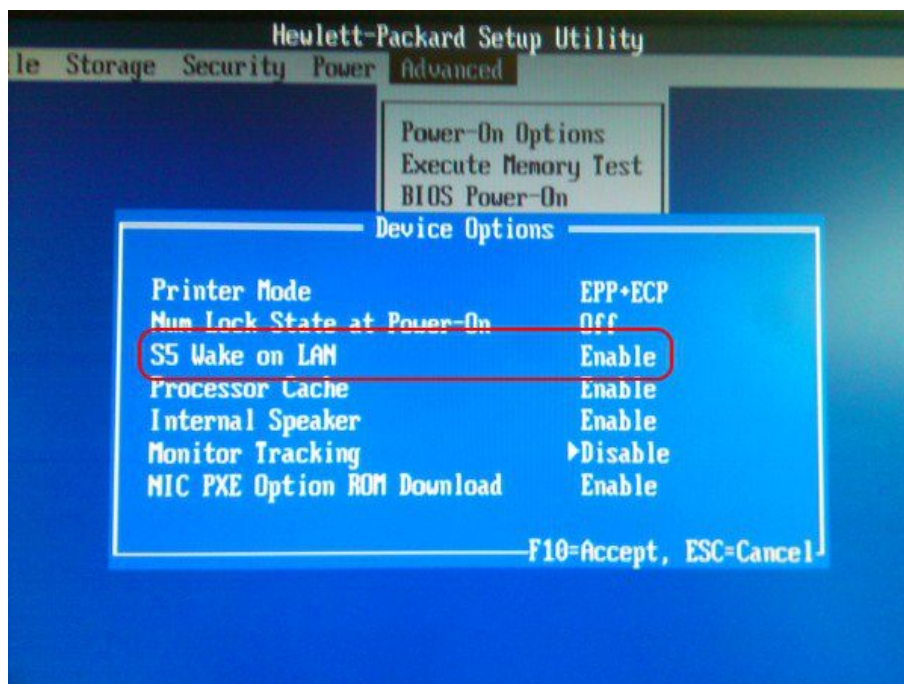 Hewlett-Packard Setup Utility
le Storage Security Power Advanced
Power-On Options
Execute Memory Test
BIOS Power-On
Device Options
Printer Mode EPP+ECP
Num Lock State at Power-On Off
S5 Wake on LAN Enable
Processor Cache Enable
Internal Speaker Enable
Monitor Tracking ▶Disable
NIC PXE Option ROM Download Enable
F10=Accept, ESC=Cancel